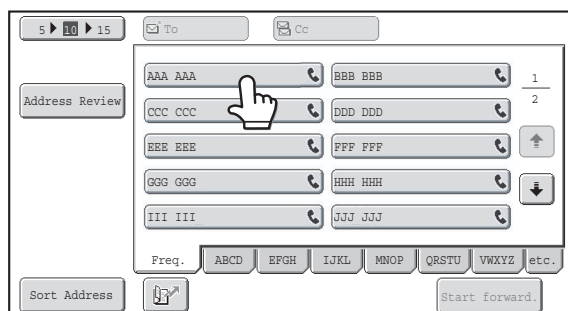 5 10 15 To Cc
AAA AAA BBB BBB 1
Address Review 2
CCC CCC DDD DDD
EEE EEE FFF FFF
GGG GGG HHH HHH
III III JJJ JJJ
Freq. ABCD EFGH IJKL MNOP QRSTU VWXYZ etc.
Sort Address Start forward.